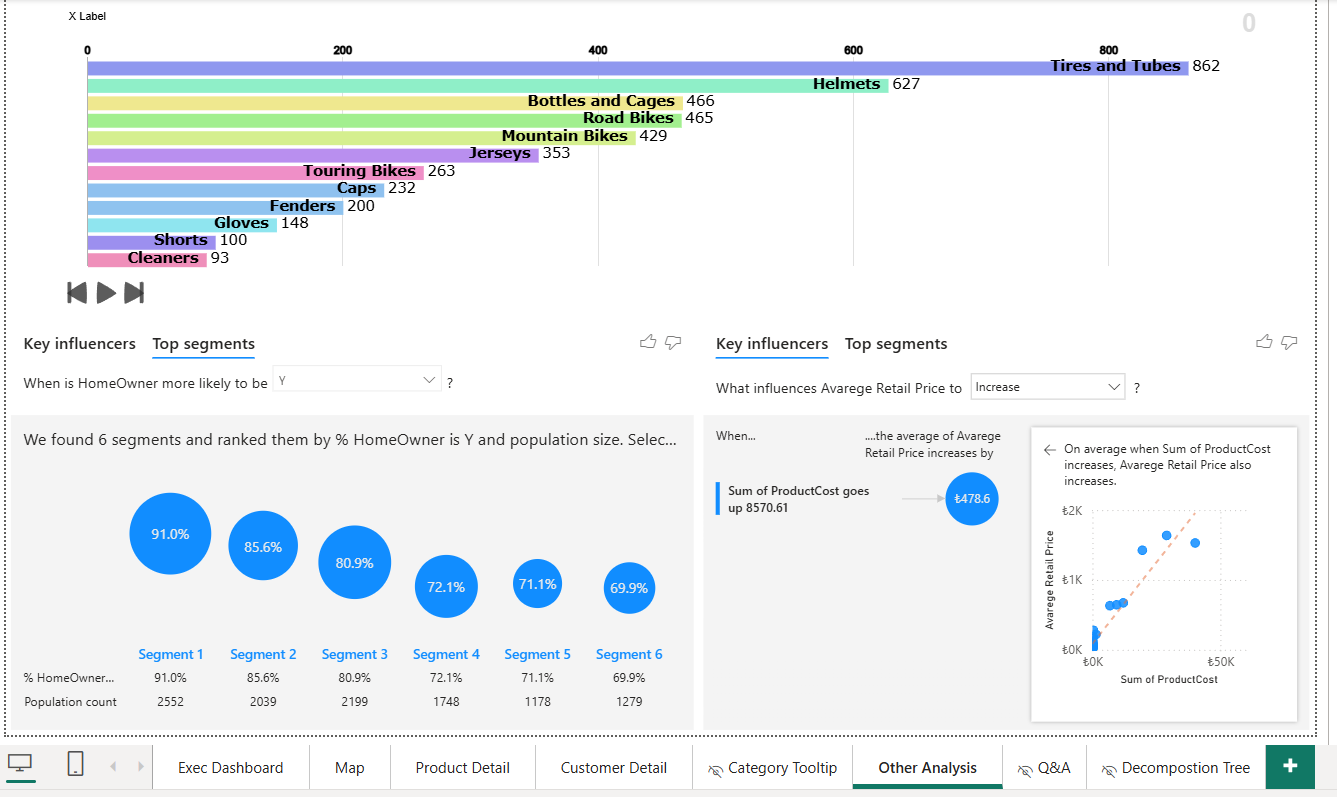 X Label
0
0 200 400 600 800
Tires and Tubes 862
Helmets 627
Bottles and Cages 466
Road Bikes 465
Mountain Bikes 429
Jerseys 353
Touring Bikes 263
Caps 232
Fenders 200
Gloves 148
Shorts 100
Cleaners 93
Key influencers Top segments
When is HomeOwner more likely to be Y ?
We found 6 segments and ranked them by % HomeOwner is Y and population size. Selec...
91.0% 85.6% 80.9% 72.1% 71.1% 69.9%
Segment 1 Segment 2 Segment 3 Segment 4 Segment 5 Segment 6
% HomeOwner... 91.0% 85.6% 80.9% 72.1% 71.1% 69.9%
Population count 2552 2039 2199 1748 1178 1279
Key influencers Top segments
What influences Avarege Retail Price to Increase ?
When...
....the average of Avarege
Retail Price increases by
Sum of ProductCost goes
up 8570.61
₺478.6
On average when Sum of ProductCost
increases, Avarege Retail Price also
increases.
Avarege Retail Price
₺2K
₺1K
₺0K
₺0K ₺50K
Sum of ProductCost
Exec Dashboard Map Product Detail Customer Detail Category Tooltip Other Analysis Q&A Decompostion Tree +